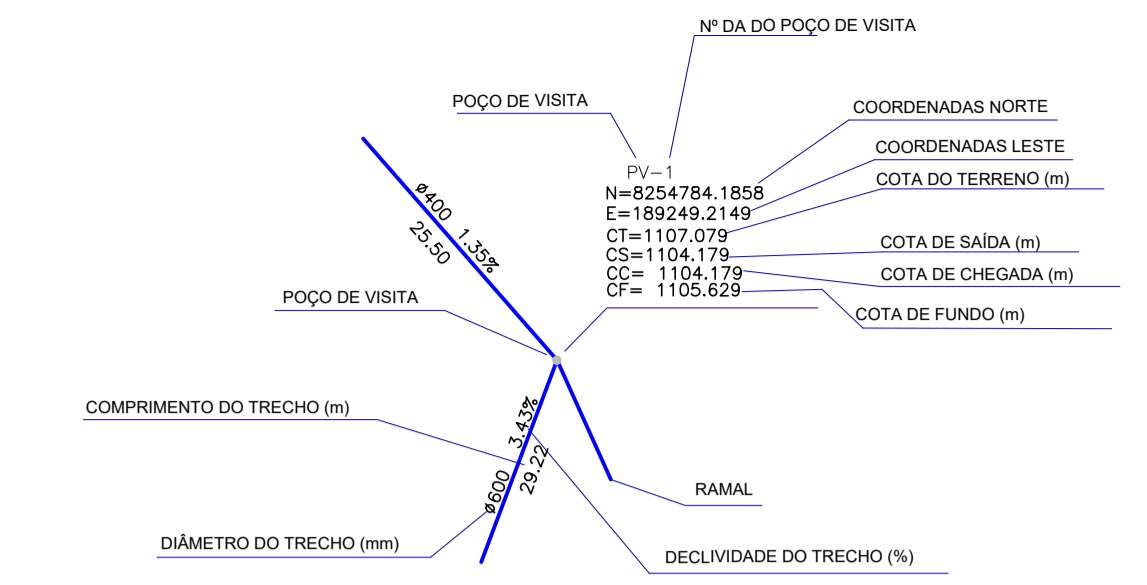 Nº DA DO POÇO DE VISITA
POÇO DE VISITA
COORDENADAS NORTE
COORDENADAS LESTE
PV-1
COTA DO TERRENO (m)
N=8254784.1858
E=189249.2149
CT=1107.079
CS=1104.179
COTA DE SAÍDA (m)
CC= 1104.179
COTA DE CHEGADA (m)
CF= 1105.629
COTA DE FUNDO (m)
ø400 1.35%
25.50
POÇO DE VISITA
COMPRIMENTO DO TRECHO (m)
ø600 3.43%
29.22
RAMAL
DIÂMETRO DO TRECHO (mm)
DECLIVIDADE DO TRECHO (%)